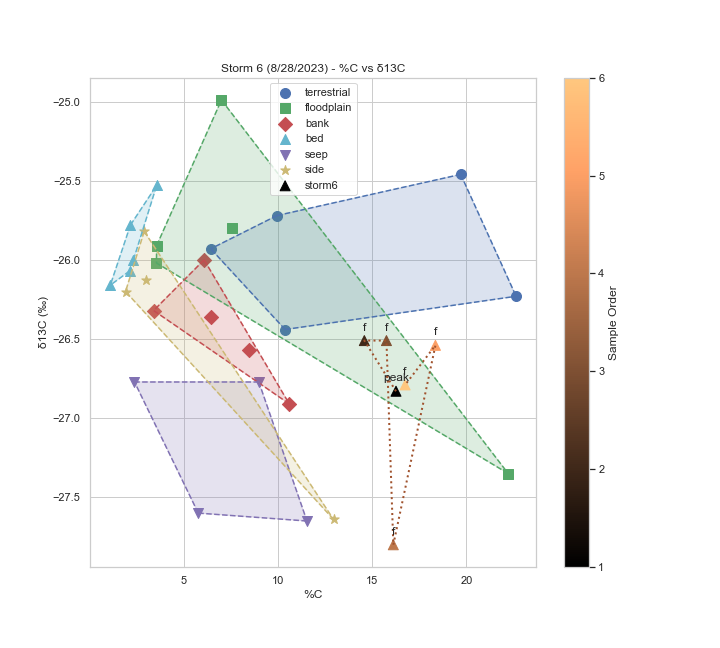 Storm 6 (8/28/2023) - %C vs δ13C
terrestrial
floodplain
bank
bed
seep
side
storm6
−25.0
−25.5
−26.0
−26.5
−27.0
−27.5
δ13C (‰)
5
10
15
20
%C
f
f
f
f
peak
f
6
5
4
3
2
1
Sample Order